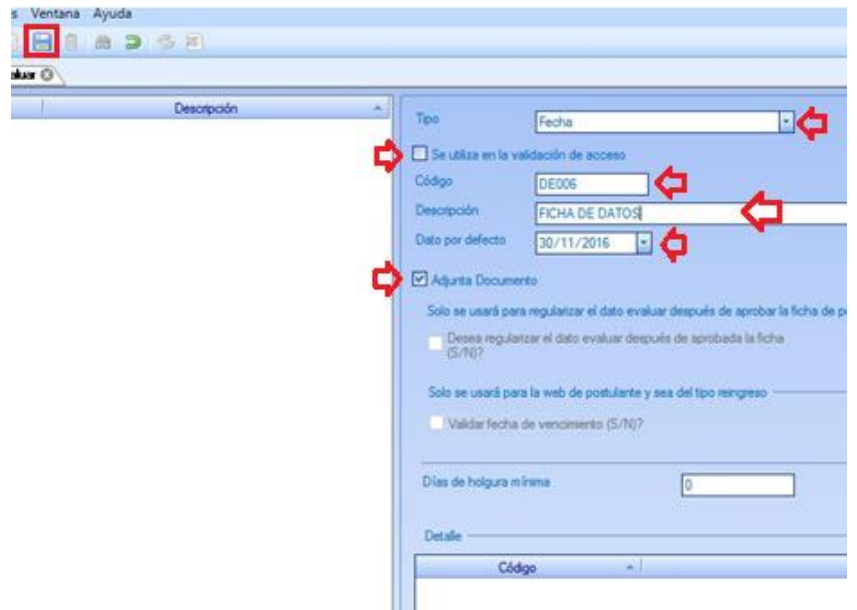 s Ventana Ayuda
aluar
Descripción
Tipo
Fecha
Se utiliza en la validación de acceso
Código
DE006
Descripción
FICHA DE DATOS
Dato por defecto
30/11/2016
Adjunta Documento
Solo se usará para regularizar el dato evaluar después de aprobar la ficha de p
Desea regularizar el dato evaluar después de aprobada la ficha
(S/N)?
Solo se usará para la web de postulante y sea del tipo reingreso
Validar fecha de vencimiento (S/N)?
Días de holgura mínima
0
Detalle
Código